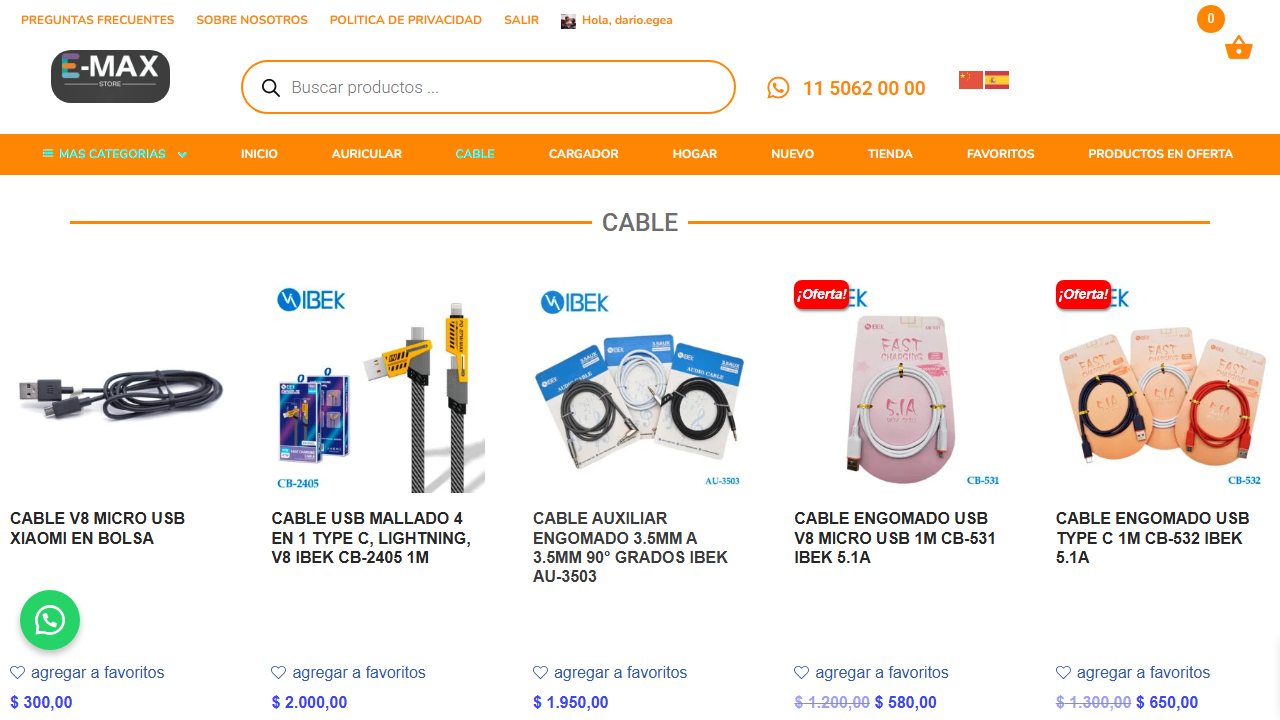 PREGUNTAS FRECUENTES SOBRE NOSOTROS POLITICA DE PRIVACIDAD SALIR Hola, dario.egea
0
E-MAX
STORE
Buscar productos ...
11 5062 00 00
MAS CATEGORIAS INICIO AURICULAR CABLE CARGADOR HOGAR NUEVO TIENDA FAVORITOS PRODUCTOS EN OFERTA
CABLE
IBEK
CB-2405
IBEK
AU-3503
¡Oferta!
FAST
CHARGING
5.1A
CB-531
¡Oferta!
FAST
CHARGING
5.1A
CB-532
CABLE V8 MICRO USB
XIAOMI EN BOLSA
CABLE USB MALLADO 4
EN 1 TYPE C, LIGHTNING,
V8 IBEK CB-2405 1M
CABLE AUXILIAR
ENGOMADO 3.5MM A
3.5MM 90° GRADOS IBEK
AU-3503
CABLE ENGOMADO USB
V8 MICRO USB 1M CB-531
IBEK 5.1A
CABLE ENGOMADO USB
TYPE C 1M CB-532 IBEK
5.1A
agregar a favoritos
$ 300,00
agregar a favoritos
$ 2.000,00
agregar a favoritos
$ 1.950,00
agregar a favoritos
$ 1.200,00 $ 580,00
agregar a favoritos
$ 1.300,00 $ 650,00